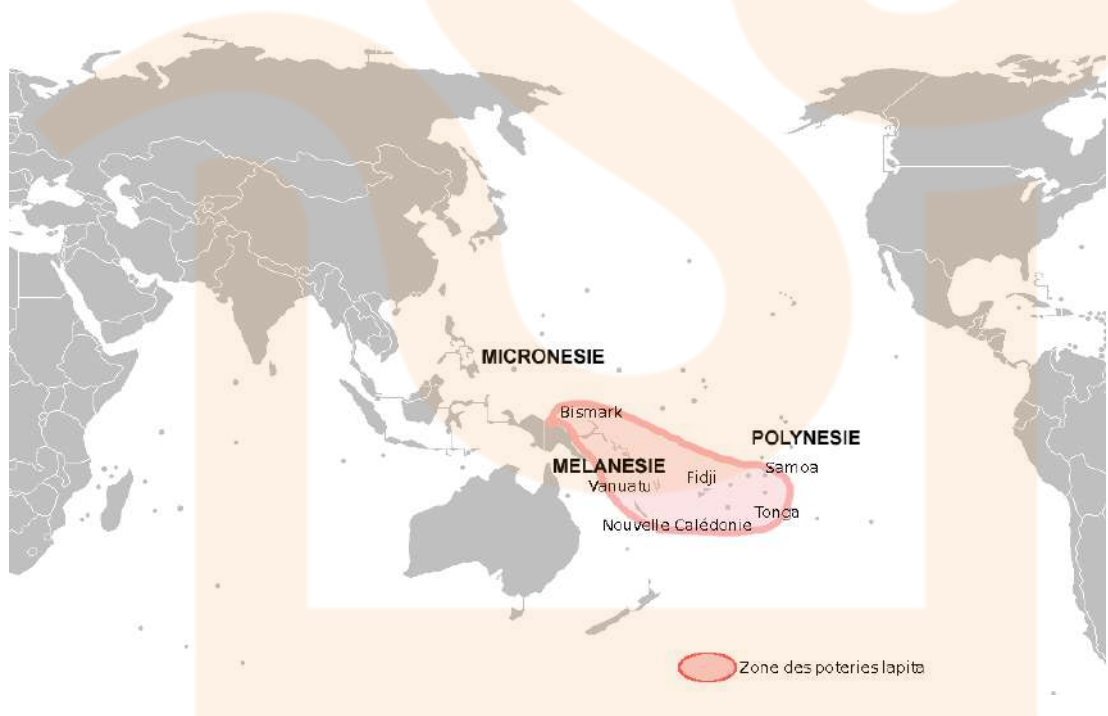 MICRONESIE
Bismark
POLYNESIE
MELANESIE
Samoa
Vanuatu
Fidji
Tonga
Nouvelle Calédonie
Zone des poteries lapita